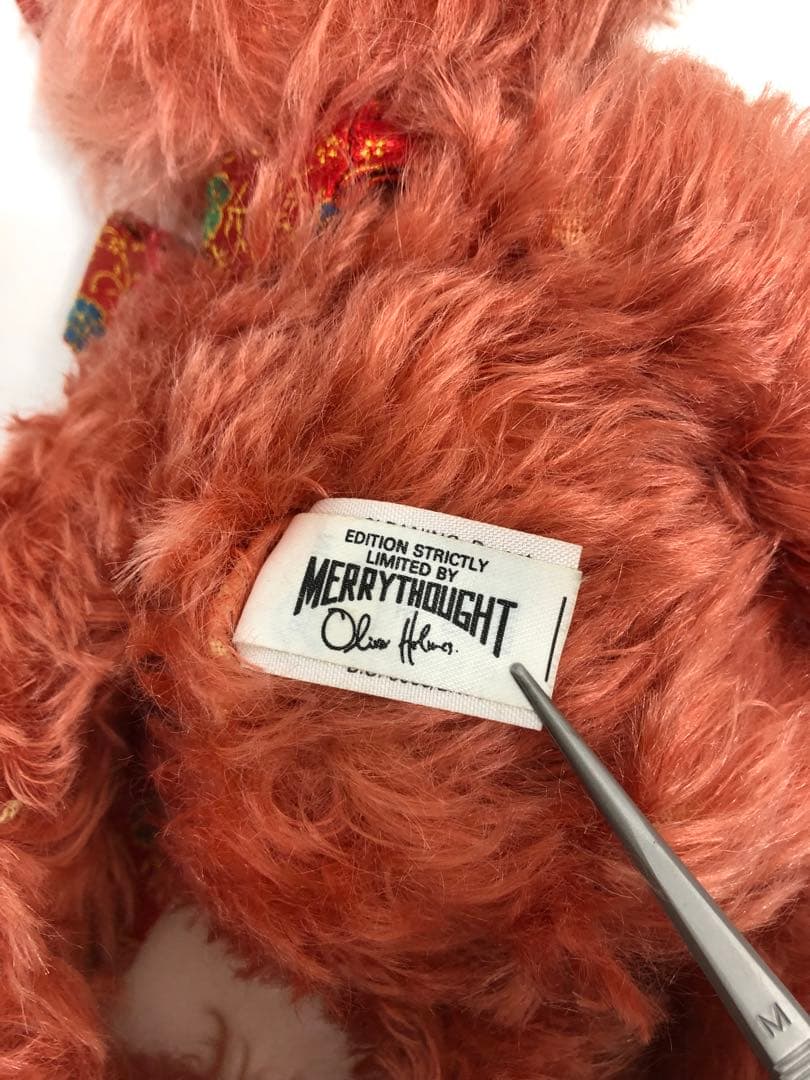 EDITION STRICTLY
LIMITED BY
MERRYTHOUGHT
Oliver Holmes.
M